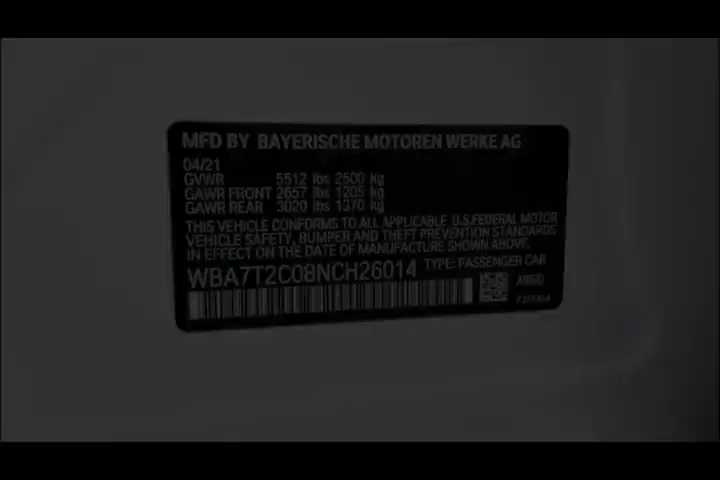 MFD BY BAYERISCHE MOTOREN WERKE AG
04/21
GVWR 5512 lbs 2500 kg
GAWR FRONT 2657 lbs 1205 kg
GAWR REAR 3020 lbs 1370 kg
THIS VEHICLE CONFORMS TO ALL APPLICABLE U.S.FEDERAL MOTOR
VEHICLE SAFETY, BUMPER AND THEFT PREVENTION STANDARDS
IN EFFECT ON THE DATE OF MANUFACTURE SHOWN ABOVE.
WBA7T2C08NCH26014 TYPE: PASSENGER CAR